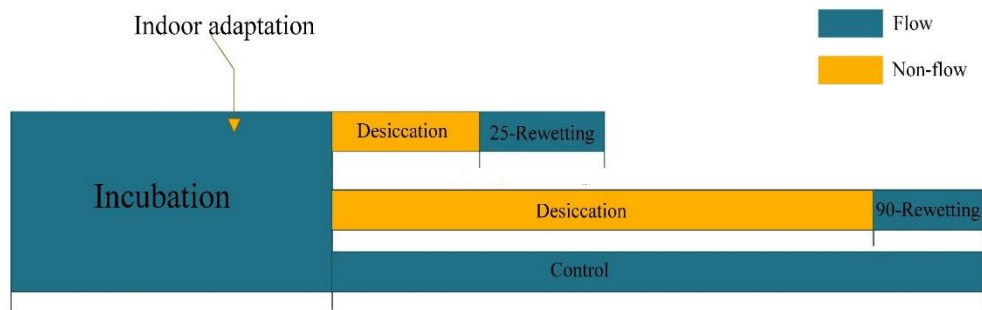 Indoor adaptation
Flow
Non-flow
Desiccation
25-Rewetting
Incubation
Desiccation
90-Rewetting
Control